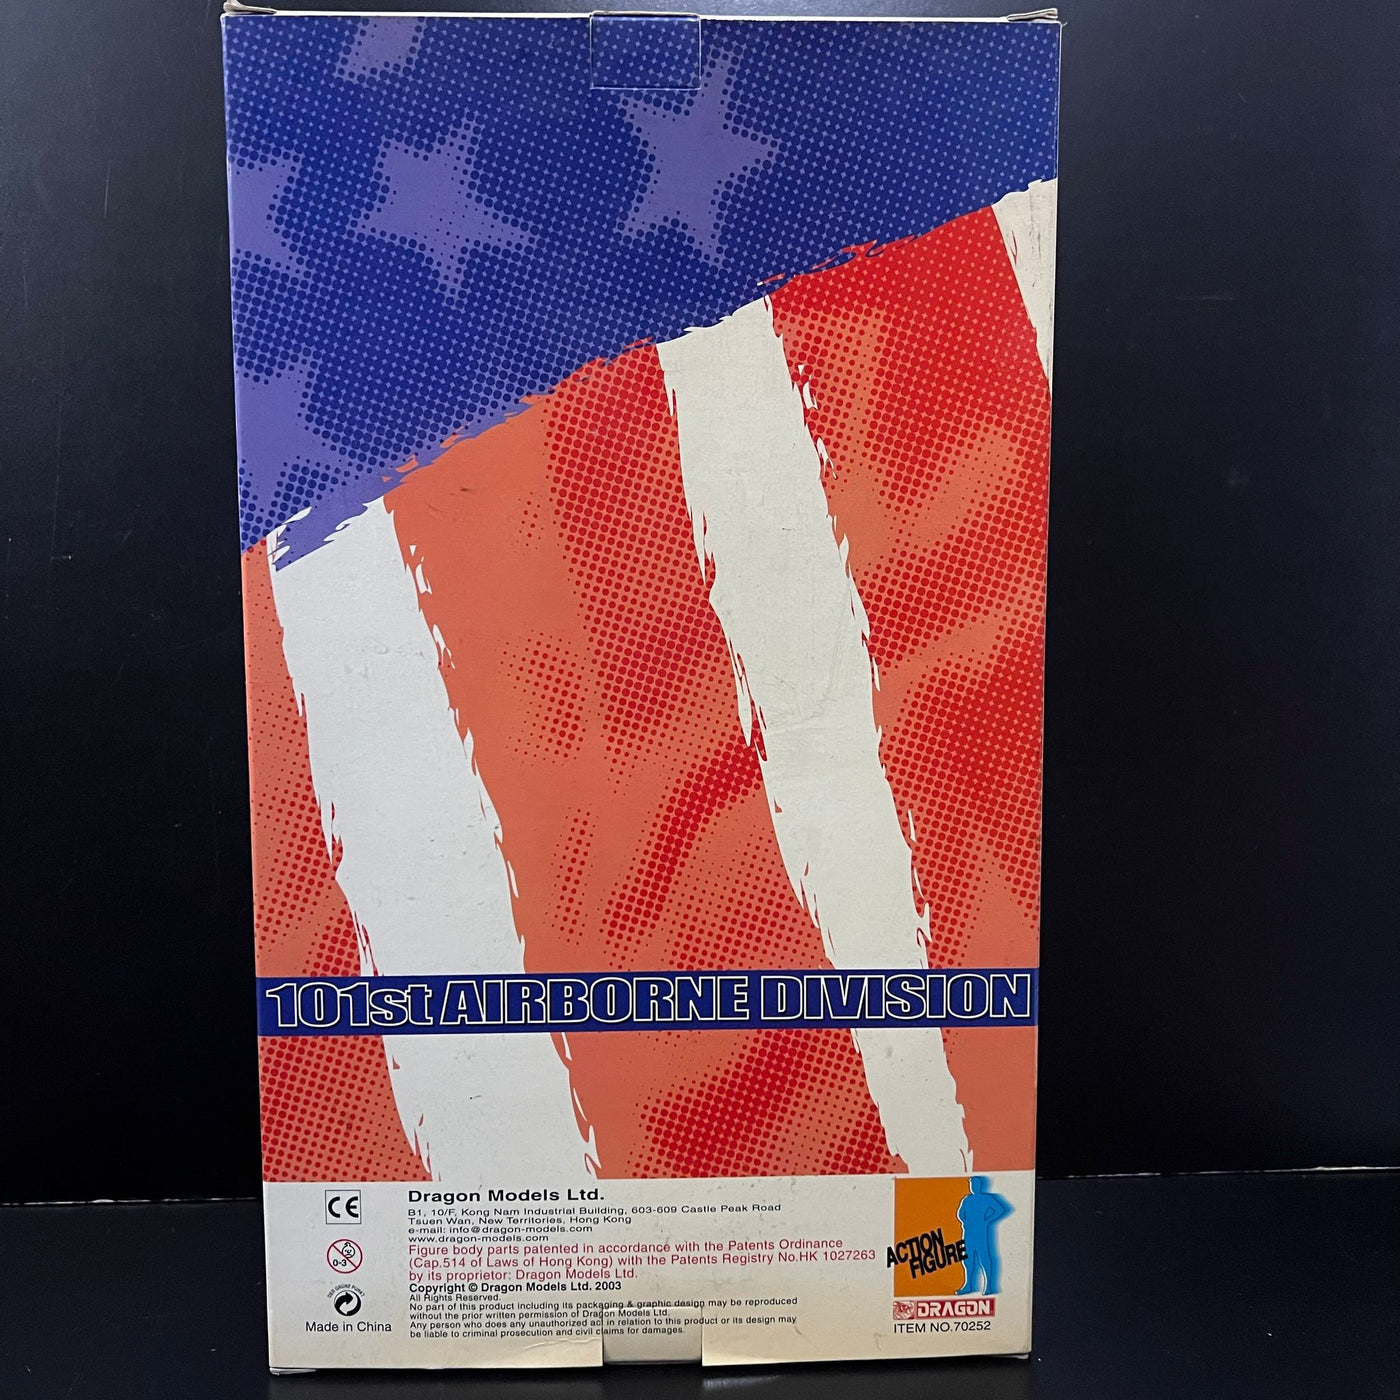 101st AIRBORNE DIVISION
CE
0-3
DER GRÜNE PUNKT
Made in China
Dragon Models Ltd.
B1, 10/F, Kong Nam Industrial Building, 603-609 Castle Peak Road
Tsuen Wan, New Territories, Hong Kong
e-mail: info@dragon-models.com
www.dragon-models.com
Figure body parts patented in accordance with the Patents Ordinance
(Cap.514 of Laws of Hong Kong) with the Patents Registry No.HK 1027263
by its proprietor: Dragon Models Ltd.
Copyright © Dragon Models Ltd. 2003
All Rights Reserved.
No part of this product including its packaging & graphic design may be reproduced
without the prior written permission of Dragon Models Ltd.
Any person who does any unauthorized act in relation to this product or its design may
be liable to criminal prosecution and civil claims for damages.
ACTION
FIGURE
DRAGON
ITEM NO.70252